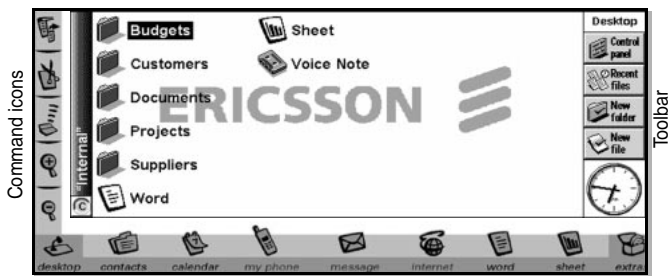 Command icons
"Internal"
C
Budgets
Customers
Documents
Projects
Suppliers
Word
Sheet
Voice Note
ERICSSON
Desktop
Control
panel
Recent
files
New
folder
New
file
Toolbar
desktop contacts calendar my phone message internet word sheet extra